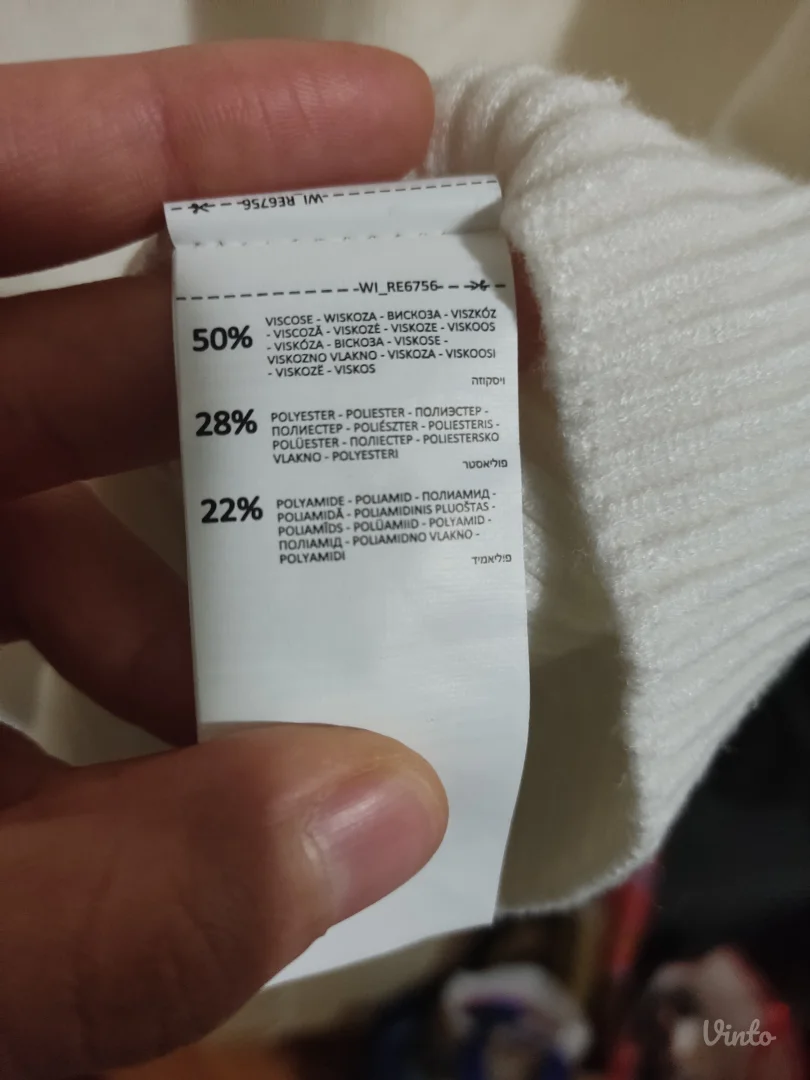 WI_RE6756
WI_RE6756
50%
VISCOSE - WISKOZA - ВИСКОЗА - VISZKÓZ
- VISCOZĂ - VISKOZĖ - VISKOZE - VISKOOS
- VISKÓZA - ВІСКОЗА - VISKOSE -
VISKOZNO VLAKNO - VISKOZA - VISKOOSI
- VISKOZË - VISKOS
ויסקוזה
28%
POLYESTER - POLIESTER - ПОЛИЭСТЕР -
ПОЛИЕСТЕР - POLIÉSZTER - POLIESTERIS -
POLÜESTER - ПОЛІЕСТЕР - POLIESTERSKO
VLAKNO - POLYESTERI
פוליאסטר
22%
POLYAMIDE - POLIAMID - ПОЛИАМИД -
POLIAMIDĂ - POLIAMIDINIS PLUOŠTAS -
POLIAMĪDS - POLÜAMIID - POLYAMID -
ПОЛІАМІД - POLIAMIDNO VLAKNO -
POLYAMIDI
פוליאמיד
Vinto